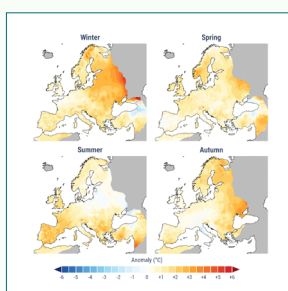 Winter
Spring
Summer
Autumn
Anomaly (°C)
-6 -5 -4 -3 -2 -1 0 +1 +2 +3 +4 +5 +6